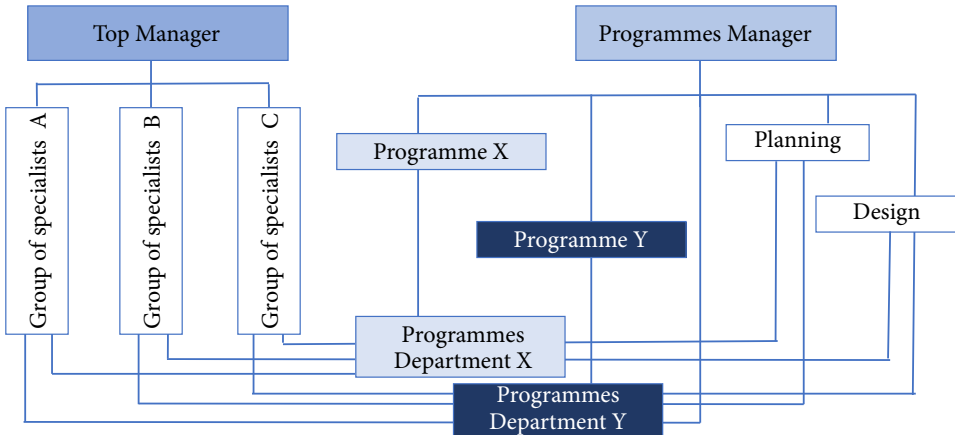 Top Manager
Programmes Manager
Group of specialists A
Group of specialists B
Group of specialists C
Programme X
Planning
Design
Programme Y
Programmes
Department X
Programmes
Department Y